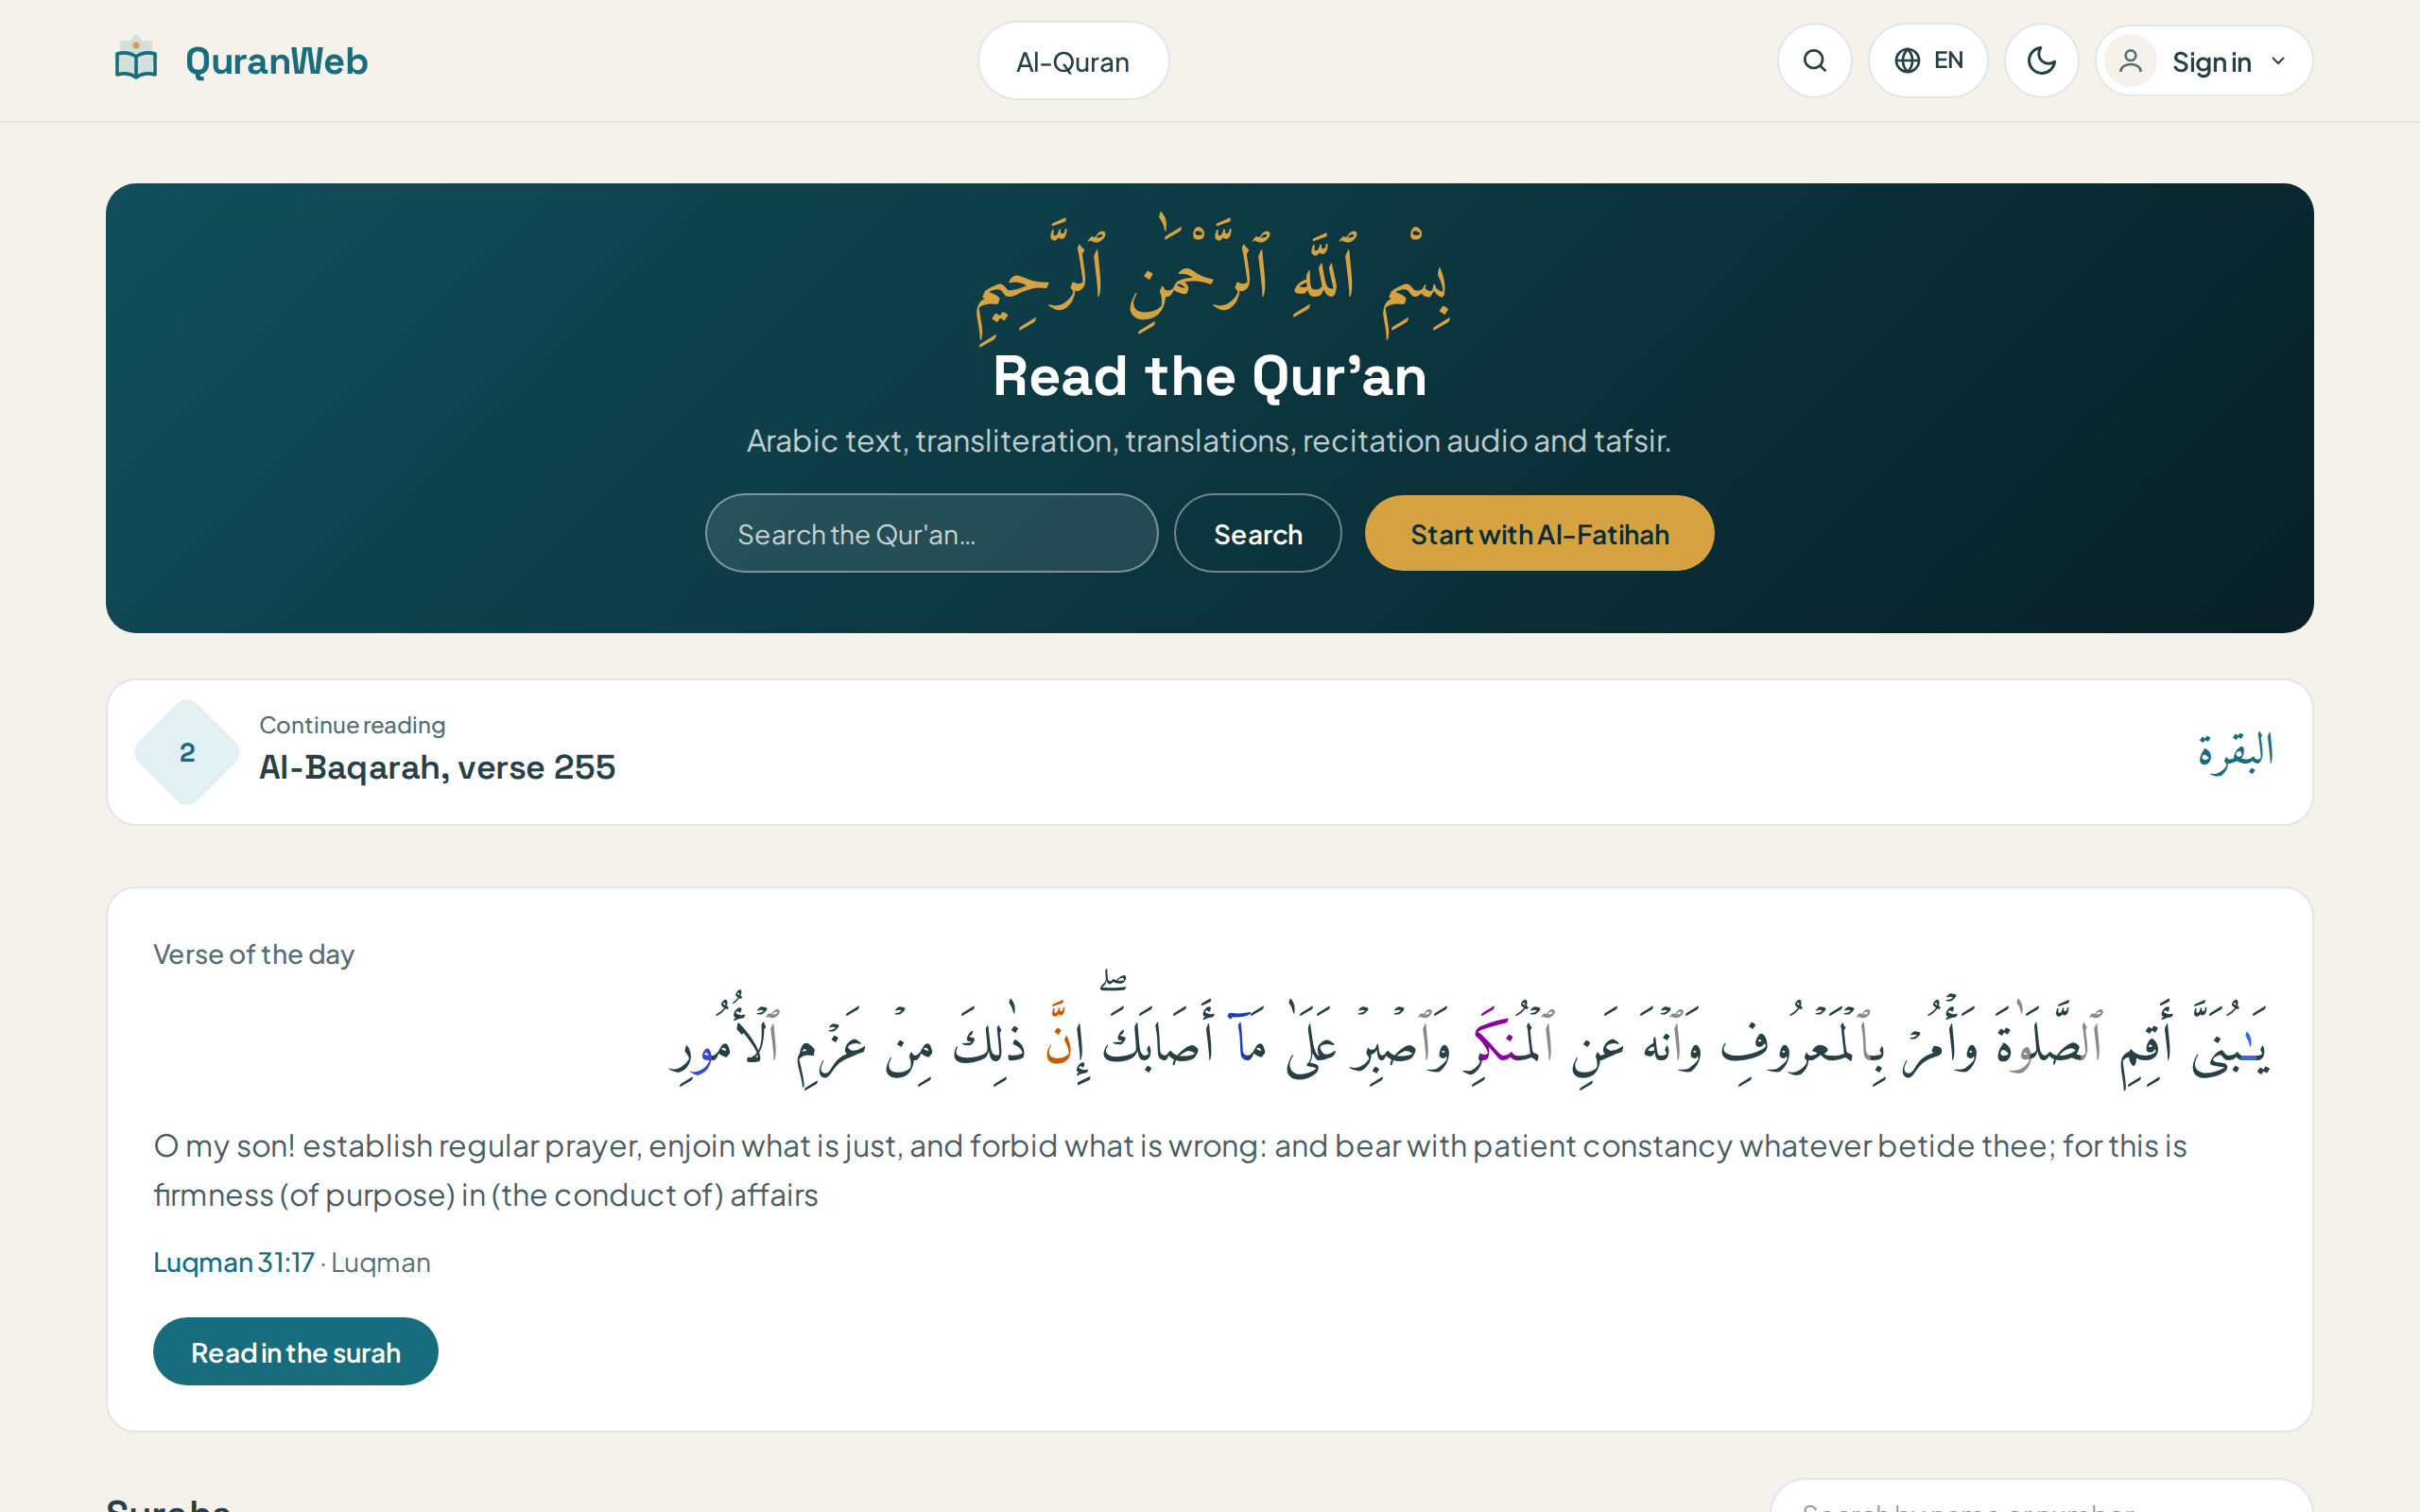 QuranWeb
Al-Quran
EN
Sign in
بِسْمِ ٱللَّهِ ٱلرَّحْمَٰنِ ٱلرَّحِيمِ
Read the Qur’an
Arabic text, transliteration, translations, recitation audio and tafsir.
Search the Qur'an...
Search
Start with Al-Fatihah
2
Continue reading
Al-Baqarah, verse 255
البقرة
Verse of the day
يَـٰبُنَىَّ أَقِمِ ٱلصَّلَوٰةَ وَأْمُرْ بِٱلْمَعْرُوفِ وَٱنْهَ عَنِ ٱلْمُنكَرِ وَٱصْبِرْ عَلَىٰ مَآ أَصَابَكَ ۖ إِنَّ ذَٰلِكَ مِنْ عَزْمِ ٱلْأُمُورِ
O my son! establish regular prayer, enjoin what is just, and forbid what is wrong: and bear with patient constancy whatever betide thee; for this is
firmness (of purpose) in (the conduct of) affairs
Luqman 31:17 · Luqman
Read in the surah